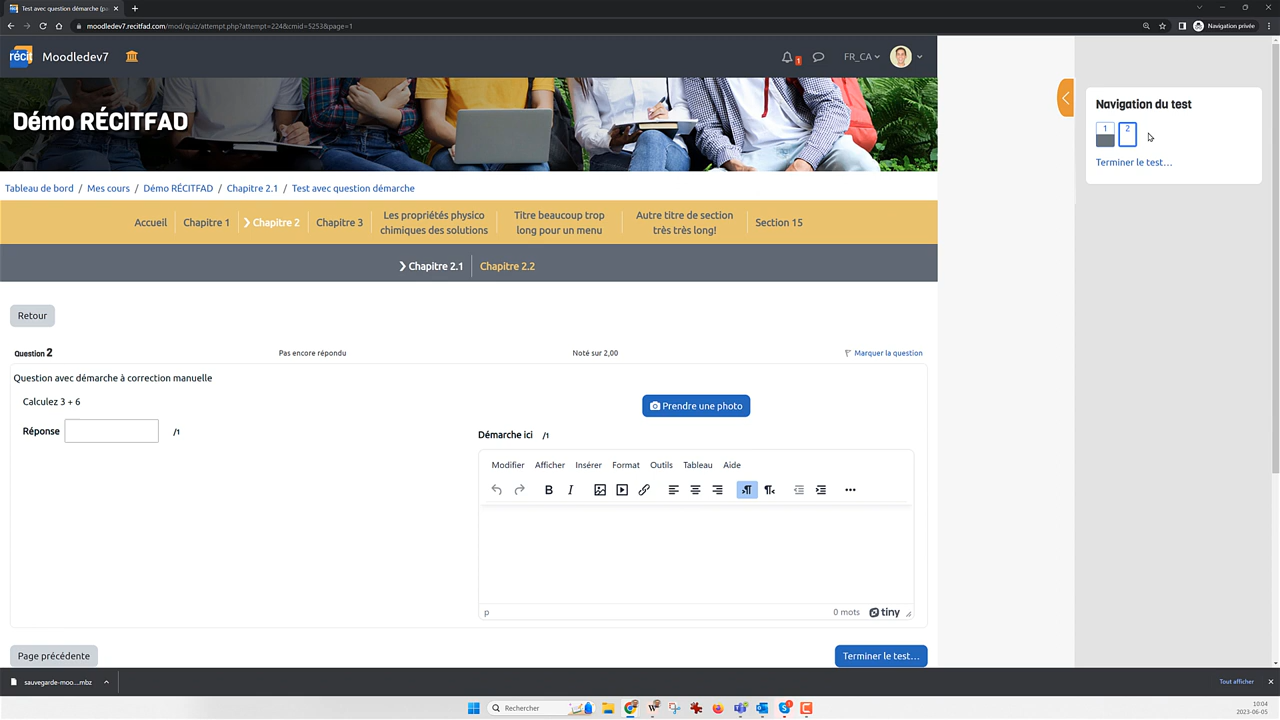 Test avec question démarche (pa
moodledev7.recitfad.com/mod/quiz/attempt.php?attempt=224&cmid=5253&page=1
Navigation privée
récit
Moodledev7
1
FR_CA
Démo RÉCITFAD
Navigation du test
1
2
Terminer le test…
Tableau de bord / Mes cours / Démo RÉCITFAD / Chapitre 2.1 / Test avec question démarche
Accueil
Chapitre 1
Chapitre 2
Chapitre 3
Les propriétés physico
chimiques des solutions
Titre beaucoup trop
long pour un menu
Autre titre de section
très très long!
Section 15
Chapitre 2.1
Chapitre 2.2
Retour
Question 2
Pas encore répondu
Noté sur 2,00
Marquer la question
Question avec démarche à correction manuelle
Calculez 3 + 6
Prendre une photo
Réponse
/1
Démarche ici /1
Modifier Afficher Insérer Format Outils Tableau Aide
B I
p
0 mots
tiny
Page précédente
Terminer le test…
sauvegarde-moo....mbz
Tout afficher
Rechercher
10:04
2023-06-05